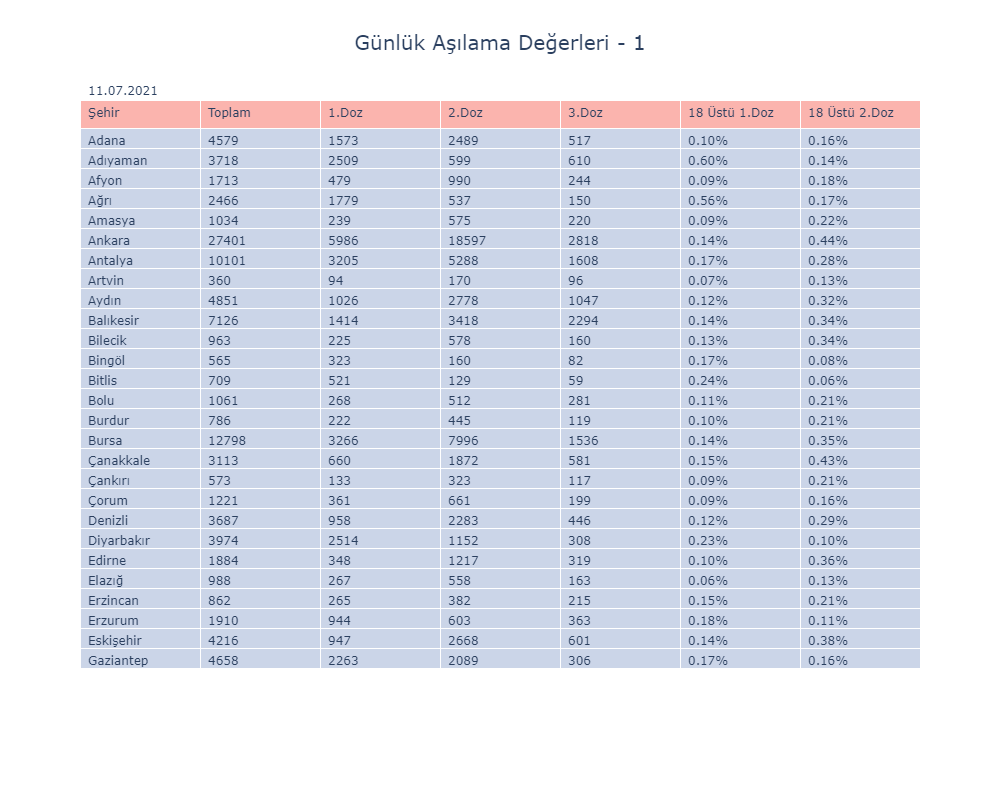 Günlük Aşılama Değerleri - 1
11.07.2021
Şehir Toplam 1.Doz 2.Doz 3.Doz 18 Üstü 1.Doz 18 Üstü 2.Doz
Adana 4579 1573 2489 517 0.10% 0.16%
Adıyaman 3718 2509 599 610 0.60% 0.14%
Afyon 1713 479 990 244 0.09% 0.18%
Ağrı 2466 1779 537 150 0.56% 0.17%
Amasya 1034 239 575 220 0.09% 0.22%
Ankara 27401 5986 18597 2818 0.14% 0.44%
Antalya 10101 3205 5288 1608 0.17% 0.28%
Artvin 360 94 170 96 0.07% 0.13%
Aydın 4851 1026 2778 1047 0.12% 0.32%
Balıkesir 7126 1414 3418 2294 0.14% 0.34%
Bilecik 963 225 578 160 0.13% 0.34%
Bingöl 565 323 160 82 0.17% 0.08%
Bitlis 709 521 129 59 0.24% 0.06%
Bolu 1061 268 512 281 0.11% 0.21%
Burdur 786 222 445 119 0.10% 0.21%
Bursa 12798 3266 7996 1536 0.14% 0.35%
Çanakkale 3113 660 1872 581 0.15% 0.43%
Çankırı 573 133 323 117 0.09% 0.21%
Çorum 1221 361 661 199 0.09% 0.16%
Denizli 3687 958 2283 446 0.12% 0.29%
Diyarbakır 3974 2514 1152 308 0.23% 0.10%
Edirne 1884 348 1217 319 0.10% 0.36%
Elazığ 988 267 558 163 0.06% 0.13%
Erzincan 862 265 382 215 0.15% 0.21%
Erzurum 1910 944 603 363 0.18% 0.11%
Eskişehir 4216 947 2668 601 0.14% 0.38%
Gaziantep 4658 2263 2089 306 0.17% 0.16%